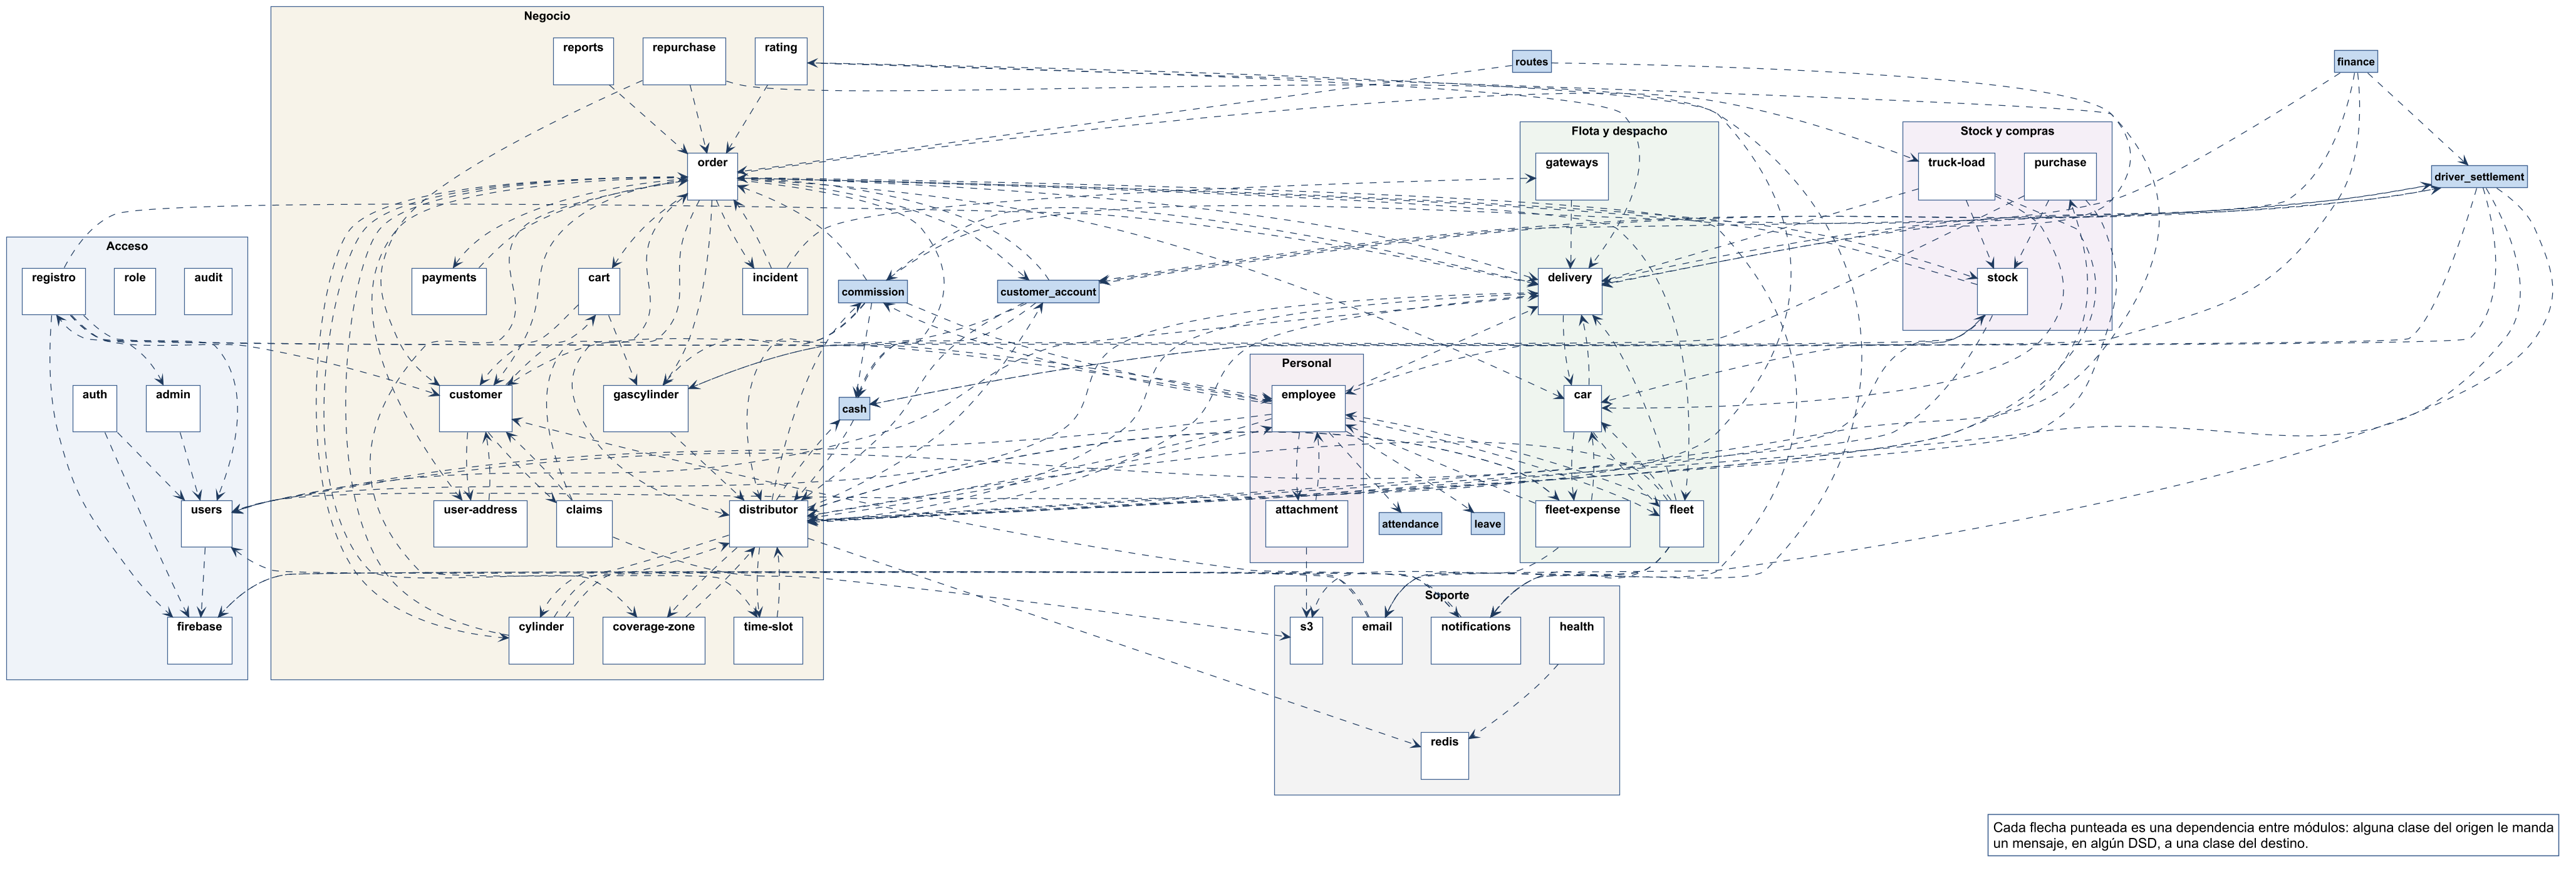 Negocio
reports
repurchase
rating
routes
finance
Flota y despacho
Stock y compras
order
gateways
truck-load
purchase
driver_settlement
Acceso
registro
role
audit
payments
cart
incident
commission
customer_account
delivery
stock
Personal
auth
admin
customer
gascylinder
cash
employee
car
users
user-address
claims
distributor
attachment
attendance
leave
fleet-expense
fleet
Soporte
firebase
cylinder
coverage-zone
time-slot
s3
email
notifications
health
redis
Cada flecha punteada es una dependencia entre módulos: alguna clase del origen le manda
un mensaje, en algún DSD, a una clase del destino.